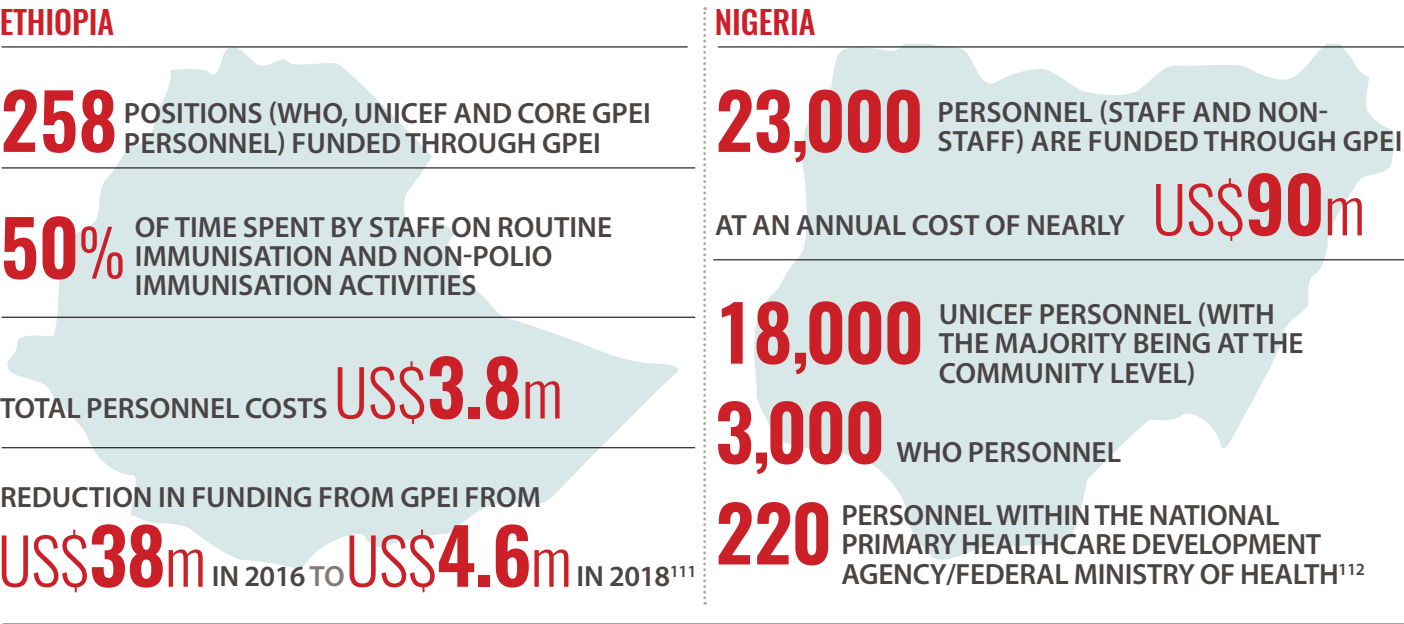 ETHIOPIA
258 POSITIONS (WHO, UNICEF AND CORE GPEI
PERSONNEL) FUNDED THROUGH GPEI
50% OF TIME SPENT BY STAFF ON ROUTINE
IMMUNISATION AND NON-POLIO
IMMUNISATION ACTIVITIES
TOTAL PERSONNEL COSTS US$3.8m
REDUCTION IN FUNDING FROM GPEI FROM
US$38m IN 2016 TO US$4.6m IN 2018¹¹¹
NIGERIA
23,000 PERSONNEL (STAFF AND NON-
STAFF) ARE FUNDED THROUGH GPEI
AT AN ANNUAL COST OF NEARLY US$90m
18,000 UNICEF PERSONNEL (WITH
THE MAJORITY BEING AT THE
COMMUNITY LEVEL)
3,000 WHO PERSONNEL
220 PERSONNEL WITHIN THE NATIONAL
PRIMARY HEALTHCARE DEVELOPMENT
AGENCY/FEDERAL MINISTRY OF HEALTH¹¹²